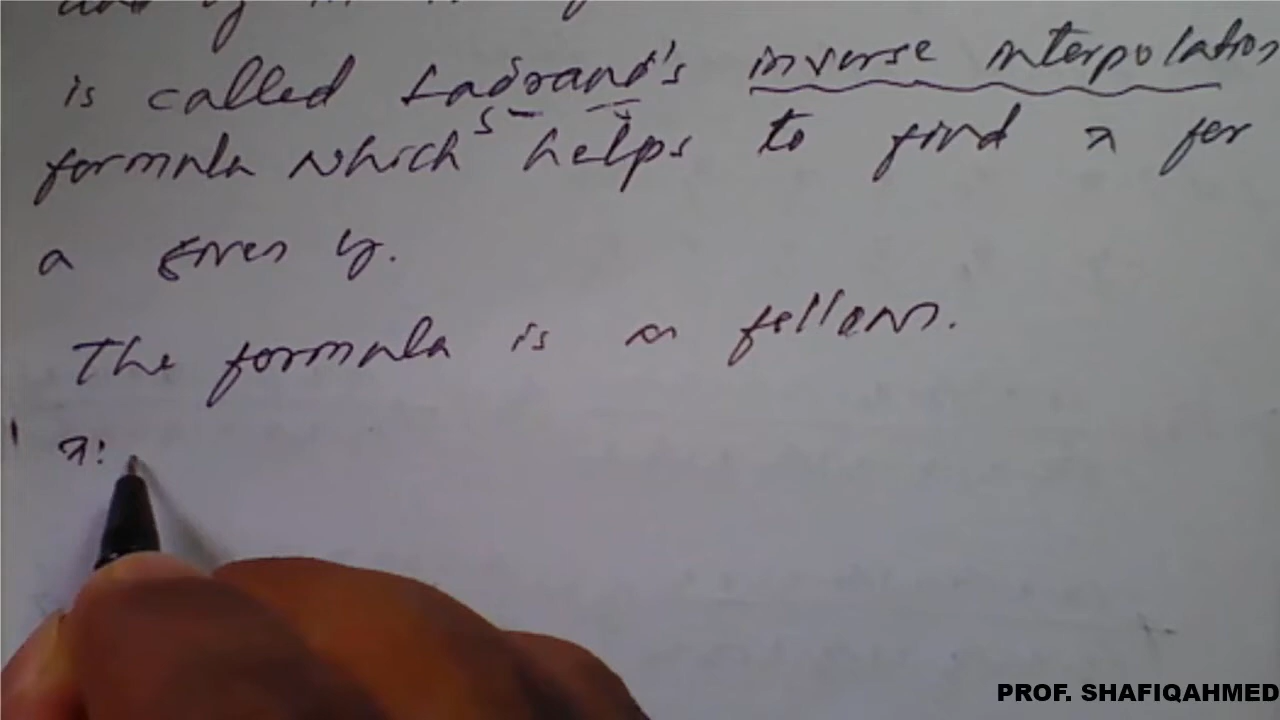 is called Lagrange's inverse interpolation
formula which helps to find x for
a given y.
The formula is as follows.
x:
PROF. SHAFIQAHMED